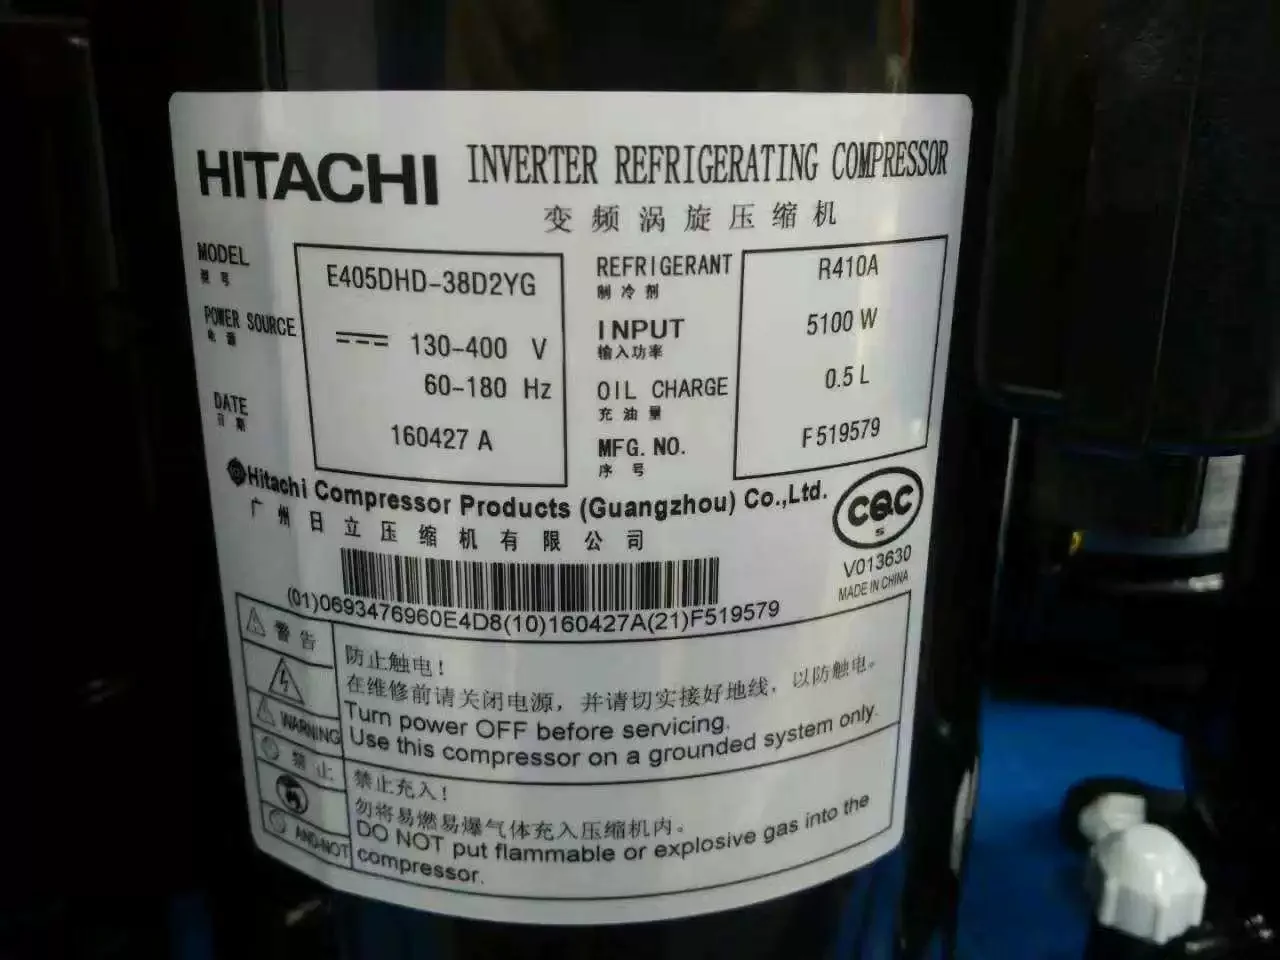 HITACHI INVERTER REFRIGERATING COMPRESSOR
变频涡旋压缩机
MODEL E405DHD-38D2YG REFRIGERANT R410A
型号 制冷剂
POWER SOURCE 130-400 V INPUT 5100 W
电源 输入功率
60-180 Hz OIL CHARGE 0.5 L
充油量
DATE 160427 A MFG. NO. F519579
日期 序号
Hitachi Compressor Products (Guangzhou) Co.,Ltd.
广州日立压缩机有限公司
CQC
S
V013630
MADE IN CHINA
(01)0693476960E4D8(10)160427A(21)F519579
警告
防止触电!
在维修前请关闭电源，并请切实接好地线，以防触电。
WARNING
Turn power OFF before servicing.
Use this compressor on a grounded system only.
禁止
禁止充入!
勿将易燃易爆气体充入压缩机内。
AND-NOT
DO NOT put flammable or explosive gas into the
compressor.